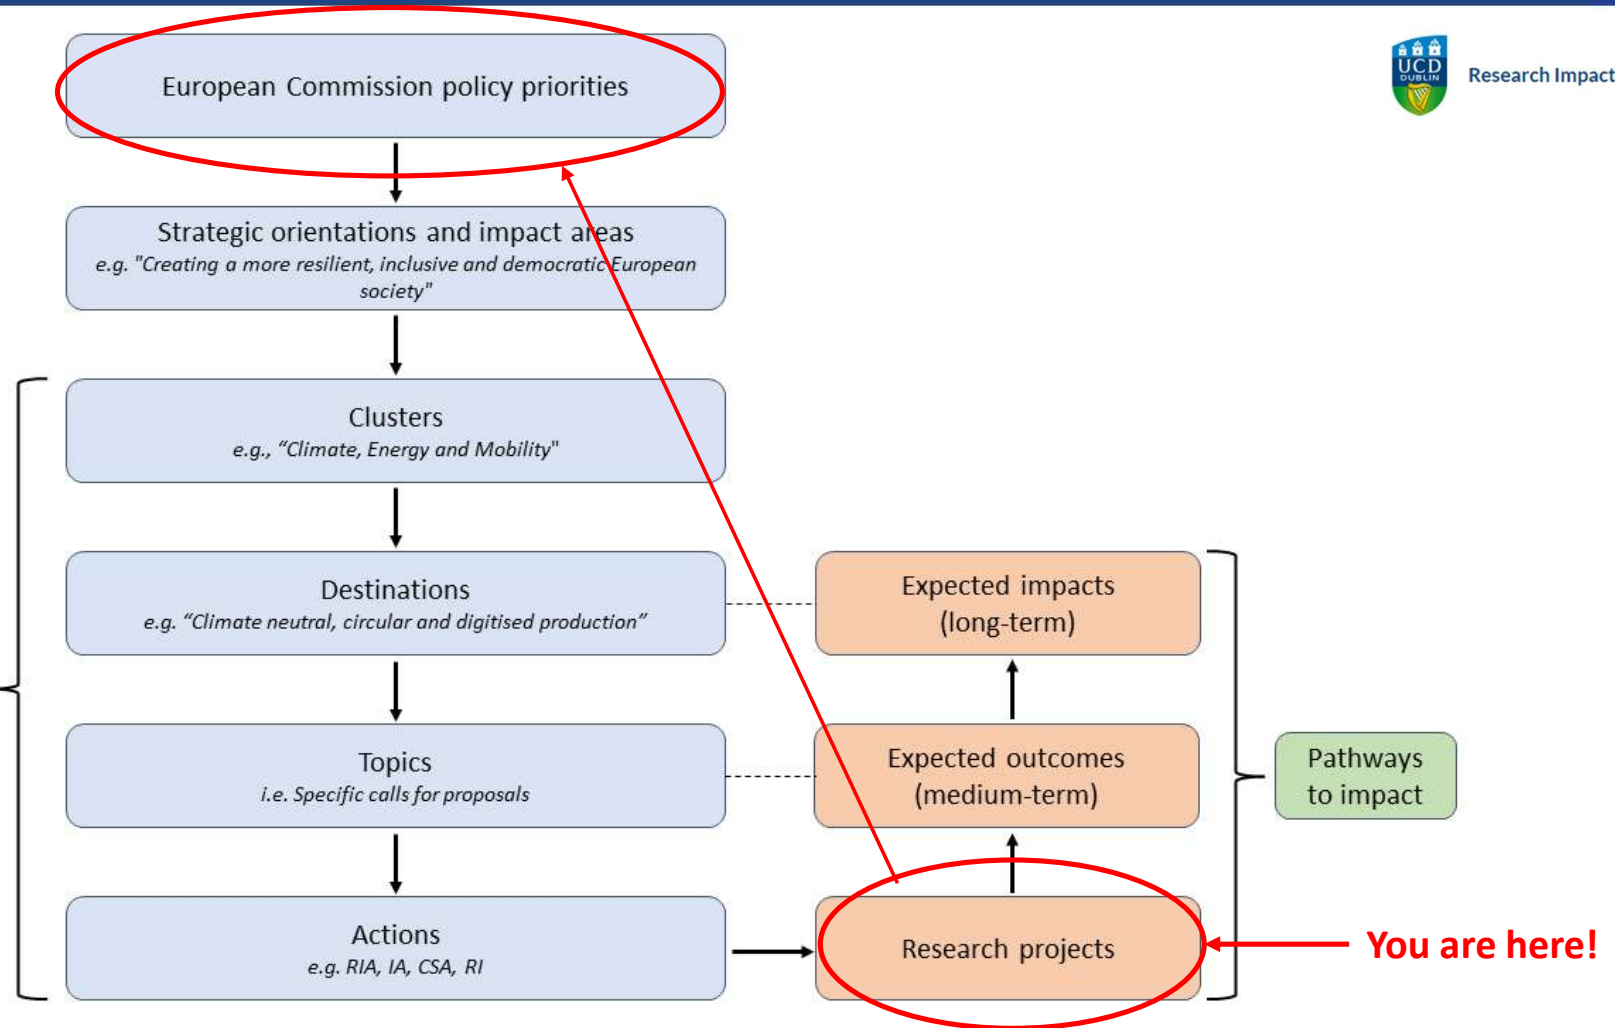 European Commission policy priorities
UCD
DUBLIN
Research Impact
Strategic orientations and impact areas
e.g. "Creating a more resilient, inclusive and democratic European
society"
Clusters
e.g., “Climate, Energy and Mobility"
Destinations
e.g. “Climate neutral, circular and digitised production”
Expected impacts
(long-term)
Topics
i.e. Specific calls for proposals
Expected outcomes
(medium-term)
Pathways
to impact
Actions
e.g. RIA, IA, CSA, RI
Research projects
You are here!